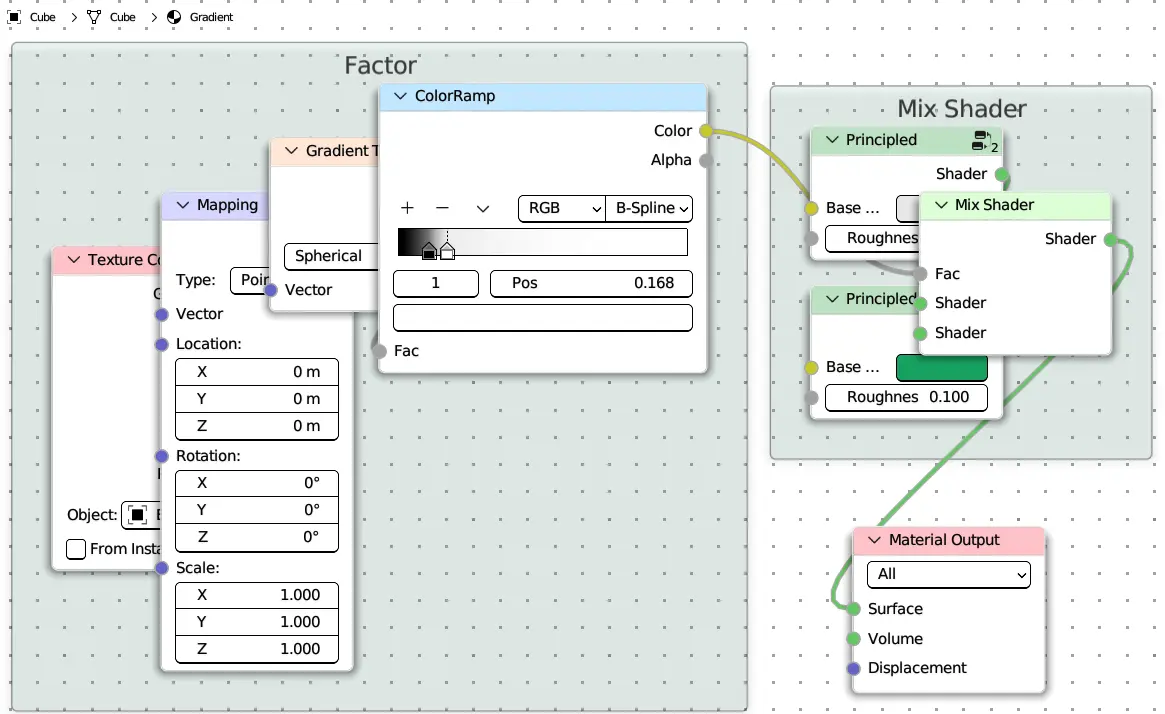 Cube > Cube > Gradient
Factor
Texture Co
Object:
From Insta
Mapping
Type: Poin
Vector
Location:
X 0 m
Y 0 m
Z 0 m
Rotation:
X 0°
Y 0°
Z 0°
Scale:
X 1.000
Y 1.000
Z 1.000
Gradient T
Spherical
Vector
ColorRamp
Color
Alpha
RGB B-Spline
1 Pos 0.168
Fac
Mix Shader
Principled 2
Shader
Base ...
Roughnes
Principled
Base ...
Roughnes 0.100
Mix Shader
Shader
Fac
Shader
Shader
Material Output
All
Surface
Volume
Displacement